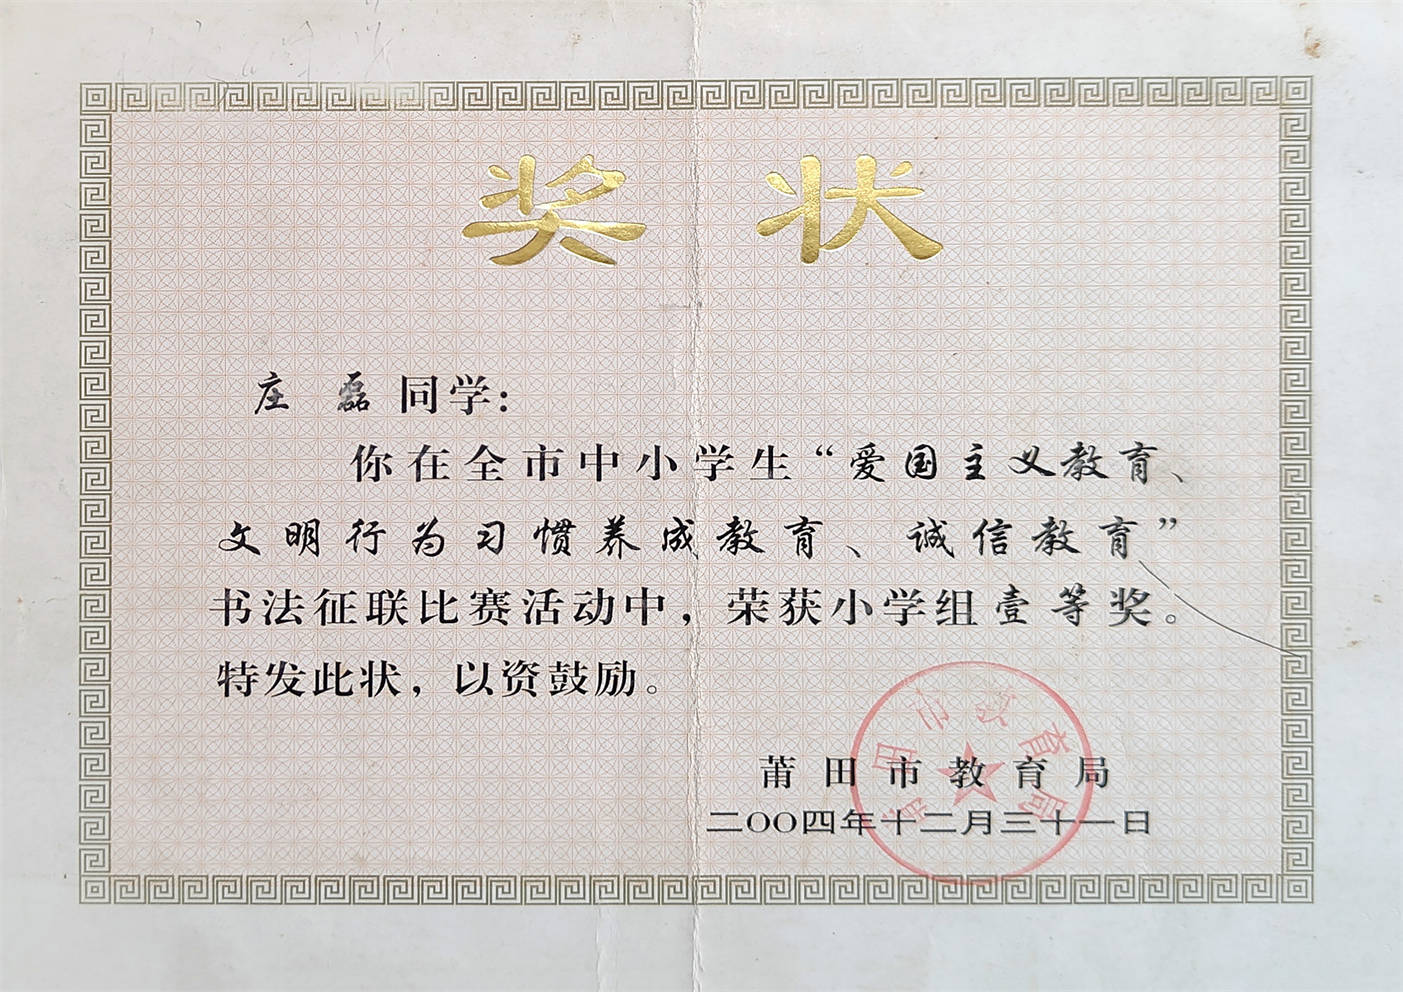 奖状
庄磊同学：
你在全市中小学生“爱国主义教育、
文明行为习惯养成教育、诚信教育”
书法征联比赛活动中，荣获小学组壹等奖。
特发此状，以资鼓励。
莆田市教育局
二〇〇四年十二月三十一日
莆田市教育局